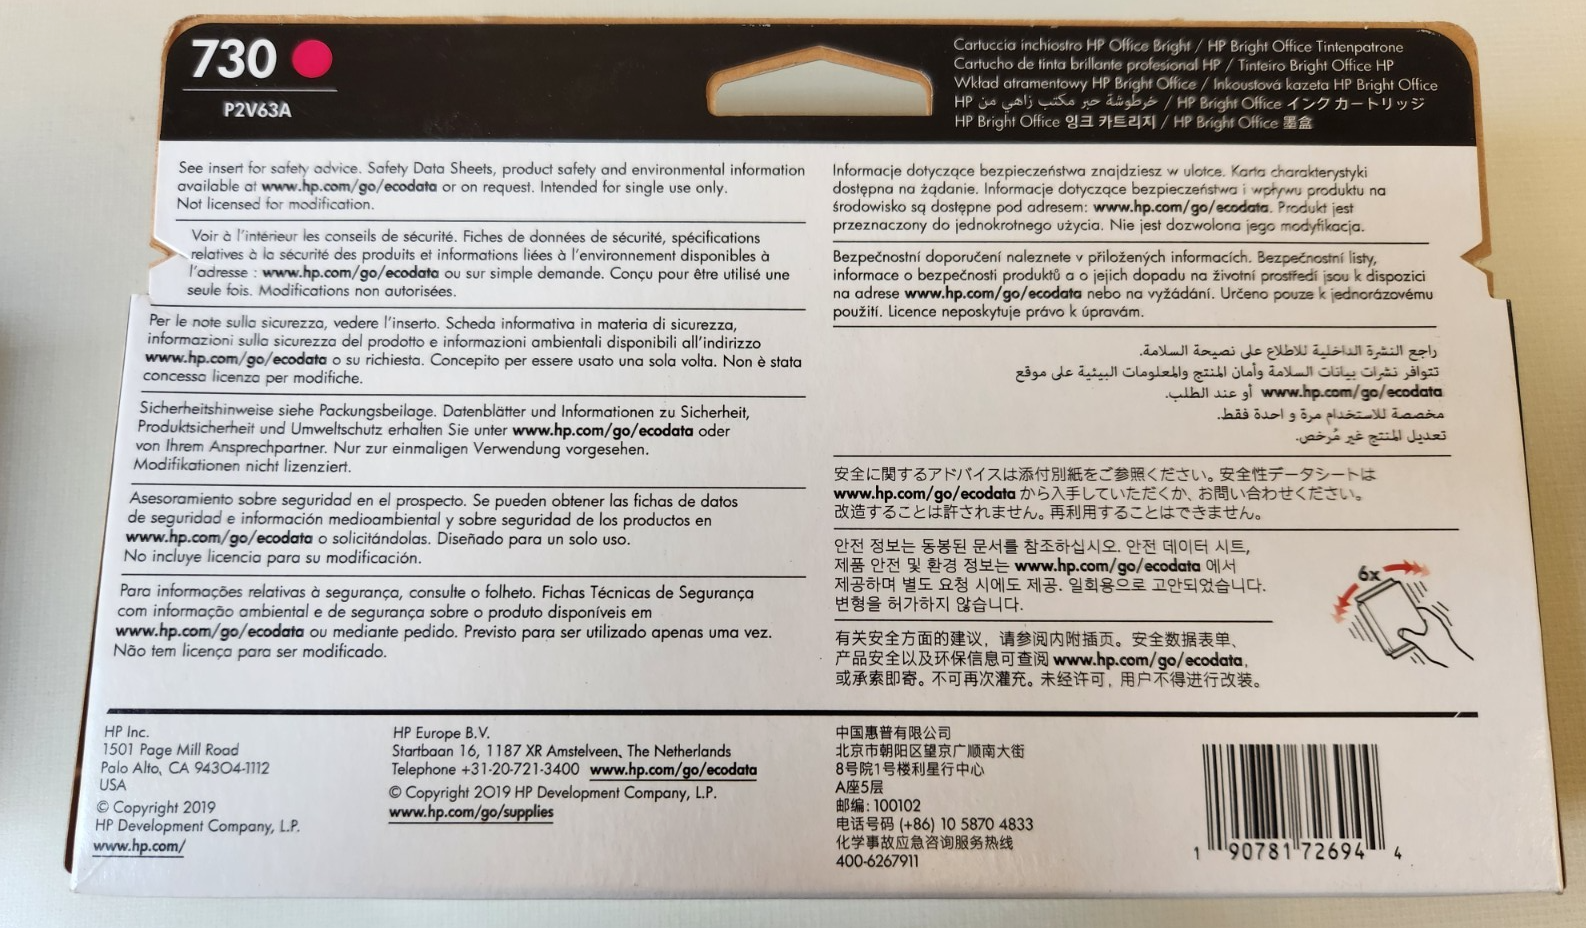 730
P2V63A
Cartuccia inchiostro HP Office Bright / HP Bright Office Tintenpatrone
Cartucho de tinta brillante profesional HP / Tinteiro Bright Office HP
Wkład atramentowy HP Bright Office / Inkoustová kazeta HP Bright Office
HP خرطوشة حبر مكتب زاهي من / HP Bright Office インク カートリッジ
HP Bright Office 잉크 카트리지 / HP Bright Office 墨盒
See insert for safety advice. Safety Data Sheets, product safety and environmental information
available at www.hp.com/go/ecodata or on request. Intended for single use only.
Not licensed for modification.
Voir à l'intérieur les conseils de sécurité. Fiches de données de sécurité, spécifications
relatives à la sécurité des produits et informations liées à l'environnement disponibles à
l'adresse : www.hp.com/go/ecodata ou sur simple demande. Conçu pour être utilisé une
seule fois. Modifications non autorisées.
Per le note sulla sicurezza, vedere l'inserto. Scheda informativa in materia di sicurezza,
informazioni sulla sicurezza del prodotto e informazioni ambientali disponibili all'indirizzo
www.hp.com/go/ecodata o su richiesta. Concepito per essere usato una sola volta. Non è stata
concessa licenza per modifiche.
Sicherheitshinweise siehe Packungsbeilage. Datenblätter und Informationen zu Sicherheit,
Produktsicherheit und Umweltschutz erhalten Sie unter www.hp.com/go/ecodata oder
von Ihrem Ansprechpartner. Nur zur einmaligen Verwendung vorgesehen.
Modifikationen nicht lizenziert.
Asesoramiento sobre seguridad en el prospecto. Se pueden obtener las fichas de datos
de seguridad e información medioambiental y sobre seguridad de los productos en
www.hp.com/go/ecodata o solicitándolas. Diseñado para un solo uso.
No incluye licencia para su modificación.
Para informações relativas à segurança, consulte o folheto. Fichas Técnicas de Segurança
com informação ambiental e de segurança sobre o produto disponíveis em
www.hp.com/go/ecodata ou mediante pedido. Previsto para ser utilizado apenas uma vez.
Não tem licença para ser modificado.
Informacje dotyczące bezpieczeństwa znajdziesz w ulotce. Karta charakterystyki
dostępna na żądanie. Informacje dotyczące bezpieczeństwa i wpływu produktu na
środowisko są dostępne pod adresem: www.hp.com/go/ecodata. Produkt jest
przeznaczony do jednokrotnego użycia. Nie jest dozwolona jego modyfikacja.
Bezpečnostní doporučení naleznete v přiložených informacích. Bezpečnostní listy,
informace o bezpečnosti produktů a o jejich dopadu na životní prostředí jsou k dispozici
na adrese www.hp.com/go/ecodata nebo na vyžádání. Určeno pouze k jednorázovému
použití. Licence neposkytuje právo k úpravám.
راجع النشرة الداخلية للاطلاع على نصيحة السلامة.
تتوافر نشرات بيانات السلامة وأمان المنتج والمعلومات البيئية على موقع
www.hp.com/go/ecodata أو عند الطلب.
مخصصة للاستخدام مرة و احدة فقط.
تعديل المنتج غير مُرخص.
安全に関するアドバイスは添付別紙をご参照ください。安全性データシートは
www.hp.com/go/ecodata から入手していただくか、お問い合わせください。
改造することは許されません。再利用することはできません。
안전 정보는 동봉된 문서를 참조하십시오. 안전 데이터 시트,
제품 안전 및 환경 정보는 www.hp.com/go/ecodata 에서
제공하며 별도 요청 시에도 제공. 일회용으로 고안되었습니다.
변형을 허가하지 않습니다.
6x
有关安全方面的建议，请参阅内附插页。安全数据表单、
产品安全以及环保信息可查阅 www.hp.com/go/ecodata,
或承索即寄。不可再次灌充。未经许可，用户不得进行改装。
HP Inc.
1501 Page Mill Road
Palo Alto, CA 94304-1112
USA
© Copyright 2019
HP Development Company, L.P.
www.hp.com/
HP Europe B.V.
Startbaan 16, 1187 XR Amstelveen, The Netherlands
Telephone +31-20-721-3400 www.hp.com/go/ecodata
© Copyright 2019 HP Development Company, L.P.
www.hp.com/go/supplies
中国惠普有限公司
北京市朝阳区望京广顺南大街
8号院1号楼利星行中心
A座5层
邮编: 100102
电话号码 (+86) 10 5870 4833
化学事故应急咨询服务热线
400-6267911
1 90781 72694 4